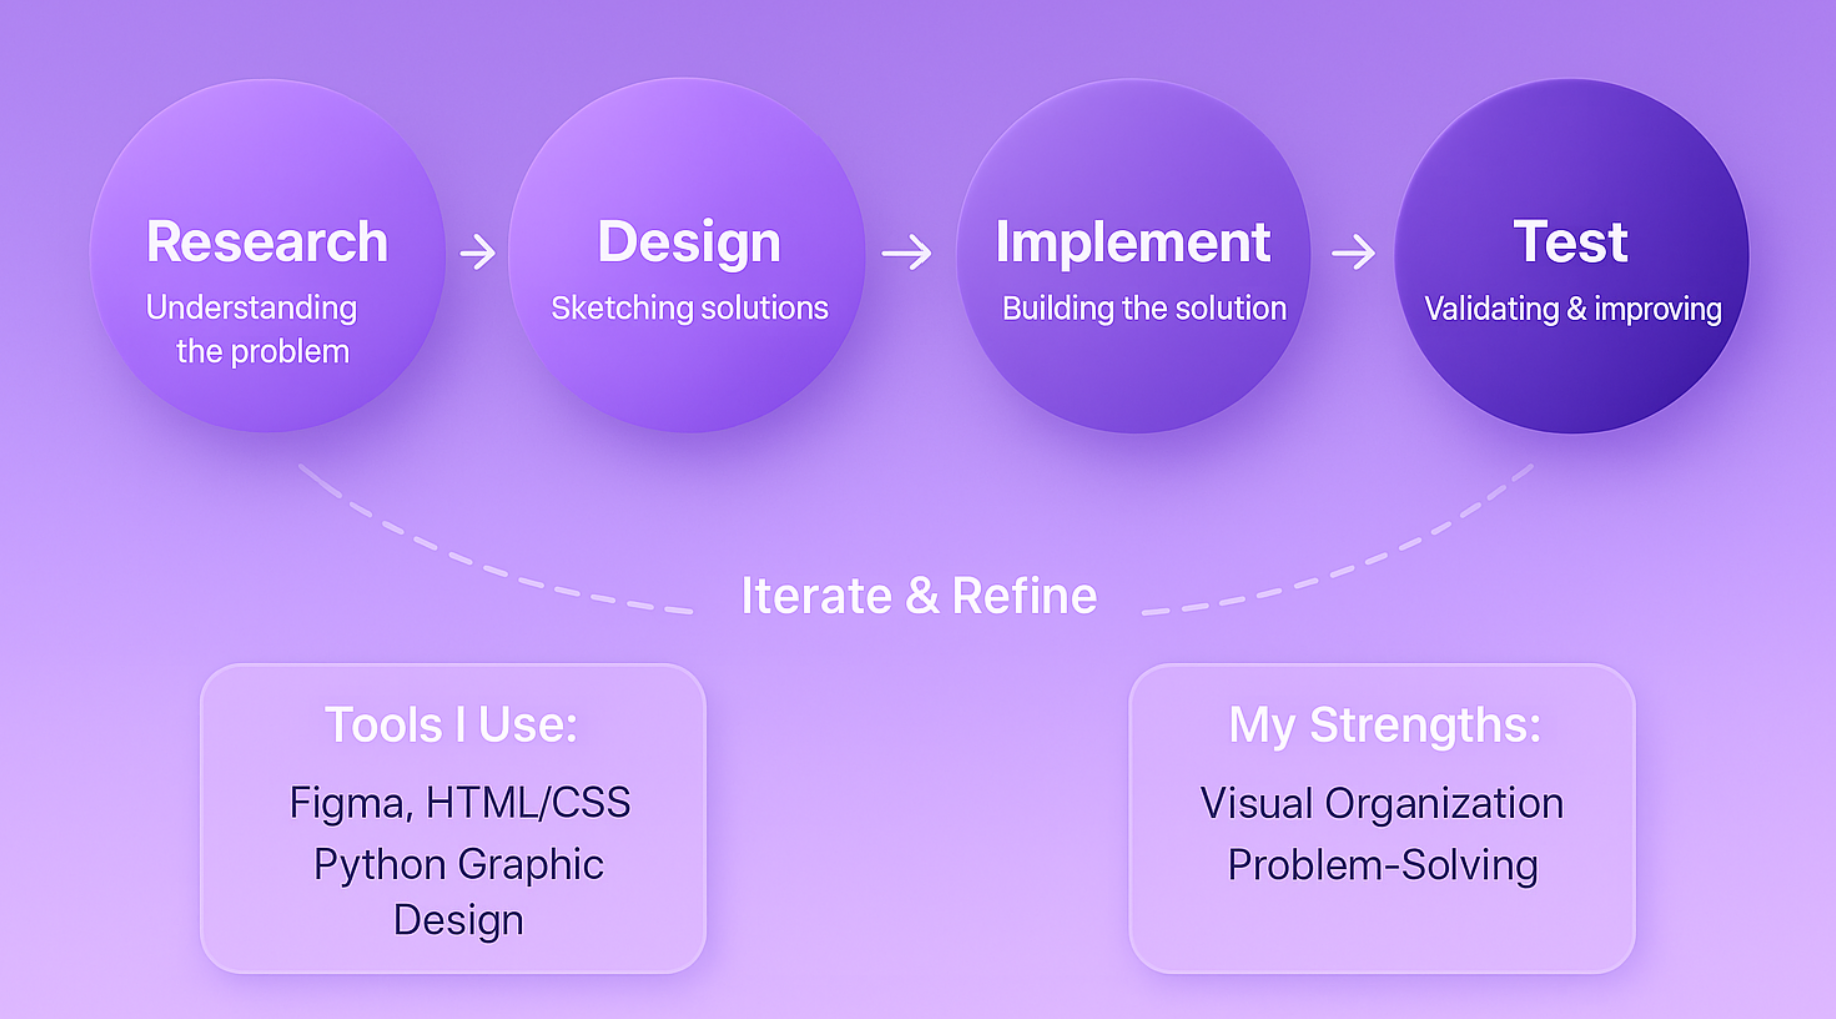 Research
Understanding
the problem
Design
Sketching solutions
Implement
Building the solution
Test
Validating & improving
Iterate & Refine
Tools I Use:
Figma, HTML/CSS
Python Graphic
Design
My Strengths:
Visual Organization
Problem-Solving